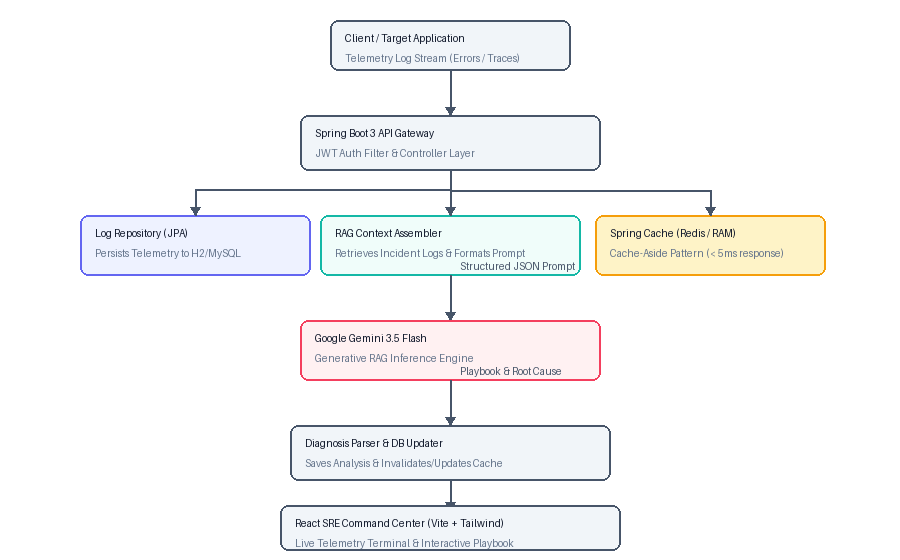 Client / Target Application
Telemetry Log Stream (Errors / Traces)
Spring Boot 3 API Gateway
JWT Auth Filter & Controller Layer
Log Repository (JPA)
Persists Telemetry to H2/MySQL
RAG Context Assembler
Retrieves Incident Logs & Formats Prompt
Structured JSON Prompt
Spring Cache (Redis / RAM)
Cache-Aside Pattern (< 5ms response)
Google Gemini 3.5 Flash
Generative RAG Inference Engine
Playbook & Root Cause
Diagnosis Parser & DB Updater
Saves Analysis & Invalidates/Updates Cache
React SRE Command Center (Vite + Tailwind)
Live Telemetry Terminal & Interactive Playbook